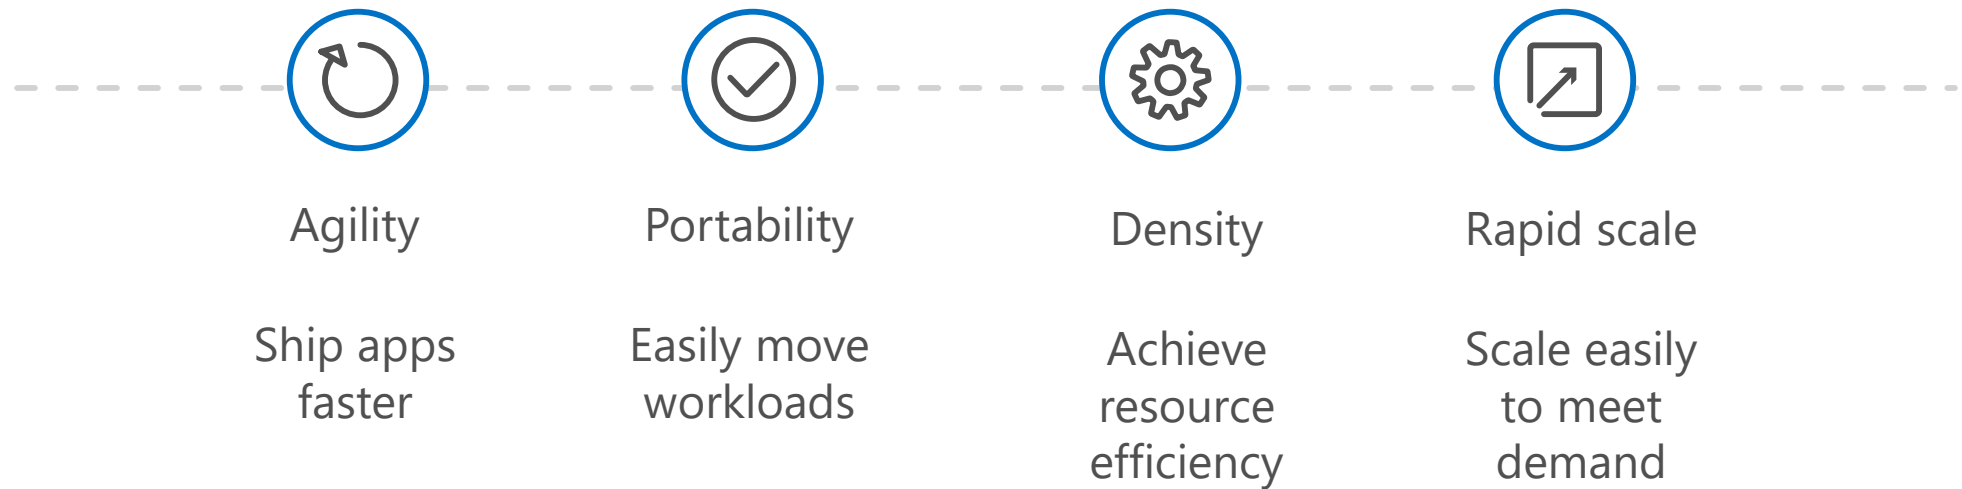 Agility
Ship apps
faster
Portability
Easily move
workloads
Density
Achieve
resource
efficiency
Rapid scale
Scale easily
to meet
demand